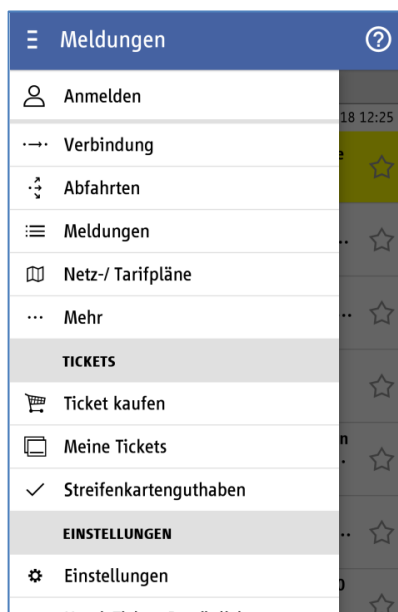 Meldungen
Anmelden
18 12:25
Verbindung
e
Abfahrten
Meldungen
..
Netz-/ Tarifpläne
Mehr
..
TICKETS
Ticket kaufen
Meine Tickets
n
.
Streifenkartenguthaben
EINSTELLUNGEN
..
Einstellungen